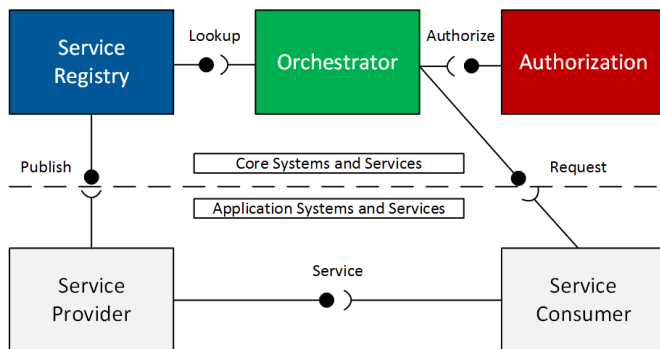 Service
Registry
Lookup
Orchestrator
Authorize
Authorization
Publish
Core Systems and Services
Request
Application Systems and Services
Service
Provider
Service
Service
Consumer